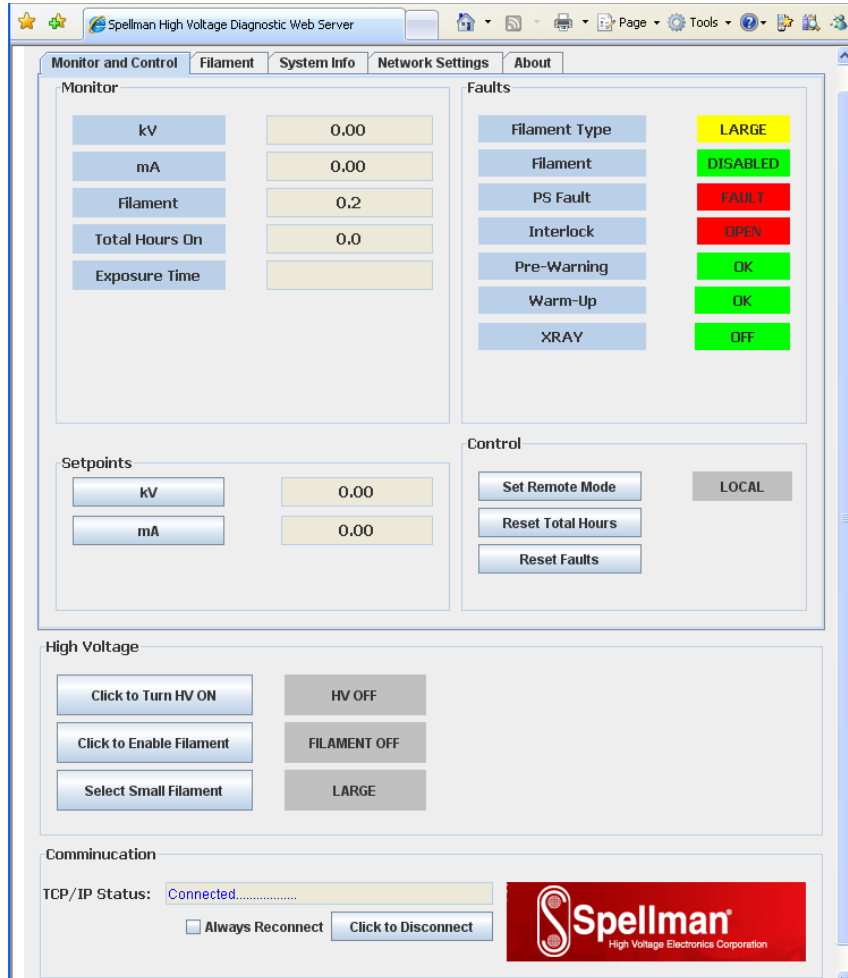 Spellman High Voltage Diagnostic Web Server
Page Tools
Monitor and Control Filament System Info Network Settings About
Monitor
kV 0.00
mA 0.00
Filament 0.2
Total Hours On 0.0
Exposure Time
Faults
Filament Type LARGE
Filament DISABLED
PS Fault FAULT
Interlock OPEN
Pre-Warning OK
Warm-Up OK
XRAY OFF
Setpoints
kV 0.00
mA 0.00
Control
Set Remote Mode LOCAL
Reset Total Hours
Reset Faults
High Voltage
Click to Turn HV ON HV OFF
Click to Enable Filament FILAMENT OFF
Select Small Filament LARGE
Comminucation
TCP/IP Status: Connected.................
Always Reconnect Click to Disconnect
Spellman
High Voltage Electronics Corporation